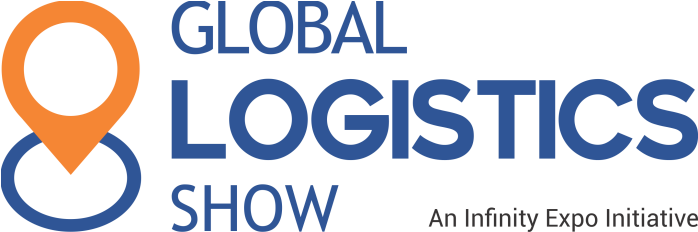 GLOBAL
LOGISTICS
SHOW
An Infinity Expo Initiative